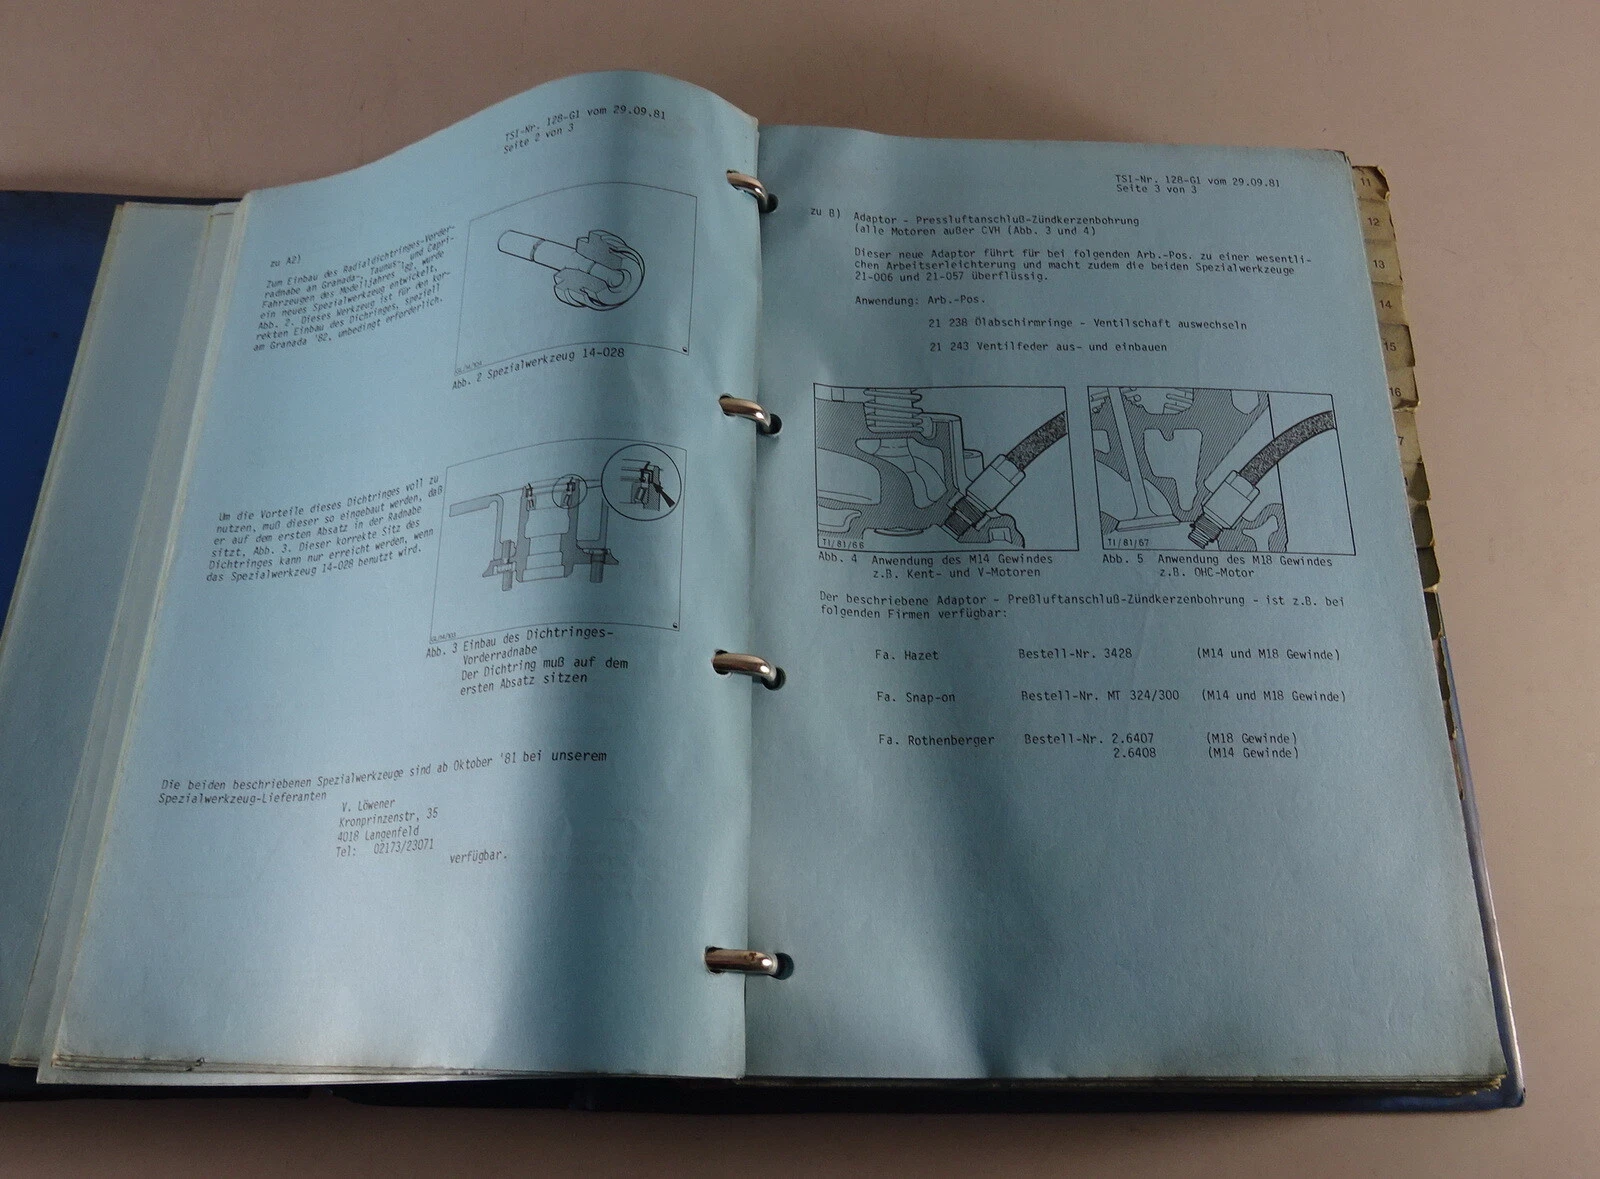 TSI-Nr. 128-G1 vom 29.09.81
Seite 2 von 3
zu A2)
Zum Einbau des Radialdichtringes-Vorder-
radnabe an Granada-, Taunus-, und Capri-
Fahrzeugen des Modelljahres '82, wurde
ein neues Spezialwerkzeug entwickelt,
Abb. 2. Dieses Werkzeug ist für den kor-
rekten Einbau des Dichringes, speziell
am Granada '82, unbedingt erforderlich.
Abb. 2 Spezialwerkzeug 14-028
Um die Vorteile dieses Dichtringes voll zu
nutzen, muß dieser so eingebaut werden, daß
er auf dem ersten Absatz in der Radnabe
sitzt, Abb. 3. Dieser korrekte Sitz des
Dichtringes kann nur erreicht werden, wenn
das Spezialwerkzeug 14-028 benutzt wird.
Abb. 3 Einbau des Dichtringes-
Vorderradnabe
Der Dichtring muß auf dem
ersten Absatz sitzen
Die beiden beschriebenen Spezialwerkzeuge sind ab Oktober '81 bei unserem
Spezialwerkzeug-Lieferanten
V. Löwener
Kronprinzenstr, 35
4018 Langenfeld
Tel: 02173/23071
verfügbar.
TSI-Nr. 128-G1 vom 29.09.81
Seite 3 von 3
zu B) Adaptor - Pressluftanschluß-Zündkerzenbohrung
(alle Motoren außer CVH (Abb. 3 und 4)
Dieser neue Adaptor führt für bei folgenden Arb.-Pos. zu einer wesentli-
chen Arbeitserleichterung und macht zudem die beiden Spezialwerkzeuge
21-006 und 21-057 überflüssig.
Anwendung: Arb.-Pos.
21 238 Ölabschirmringe - Ventilschaft auswechseln
21 243 Ventilfeder aus- und einbauen
TI/81/66
TI/81/67
Abb. 4 Anwendung des M14 Gewindes
z.B. Kent- und V-Motoren
Abb. 5 Anwendung des M18 Gewindes
z.B. OHC-Motor
Der beschriebene Adaptor - Preßluftanschluß-Zündkerzenbohrung - ist z.B. bei
folgenden Firmen verfügbar:
Fa. Hazet Bestell-Nr. 3428 (M14 und M18 Gewinde)
Fa. Snap-on Bestell-Nr. MT 324/300 (M14 und M18 Gewinde)
Fa. Rothenberger Bestell-Nr. 2.6407 (M18 Gewinde)
2.6408 (M14 Gewinde)
11
12
13
14
15
16